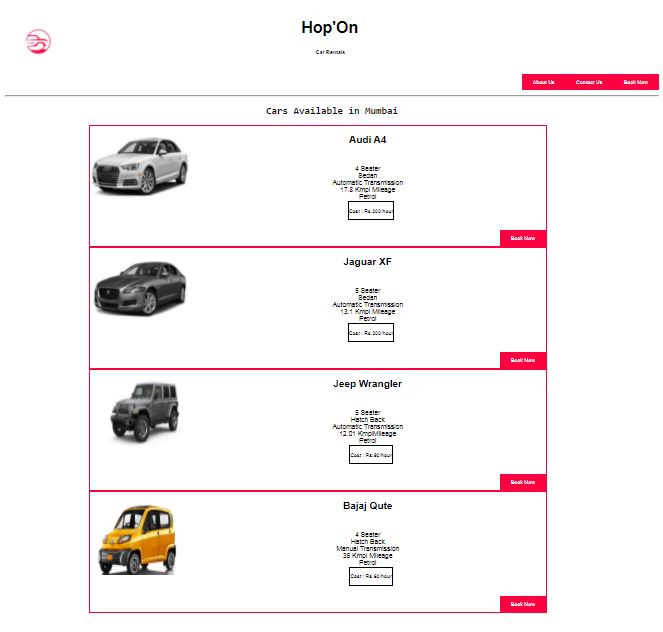 Hop'On
Car Rentals
About Us Contact Us Book Now
Cars Available in Mumbai
Audi A4
4 Seater
Sedan
Automatic Transmission
17.8 Kmpl Mileage
Petrol
Cost : Rs.200/hour
Book Now
Jaguar XF
5 Seater
Sedan
Automatic Transmission
13.1 Kmpl Mileage
Petrol
Cost : Rs.200/hour
Book Now
Jeep Wrangler
5 Seater
Hatch Back
Automatic Transmission
12.01 KmplMileage
Petrol
Cost : Rs.50/hour
Book Now
Bajaj Qute
4 Seater
Hatch Back
Manual Transmission
35 Kmpl Mileage
Petrol
Cost : Rs.50/hour
Book Now